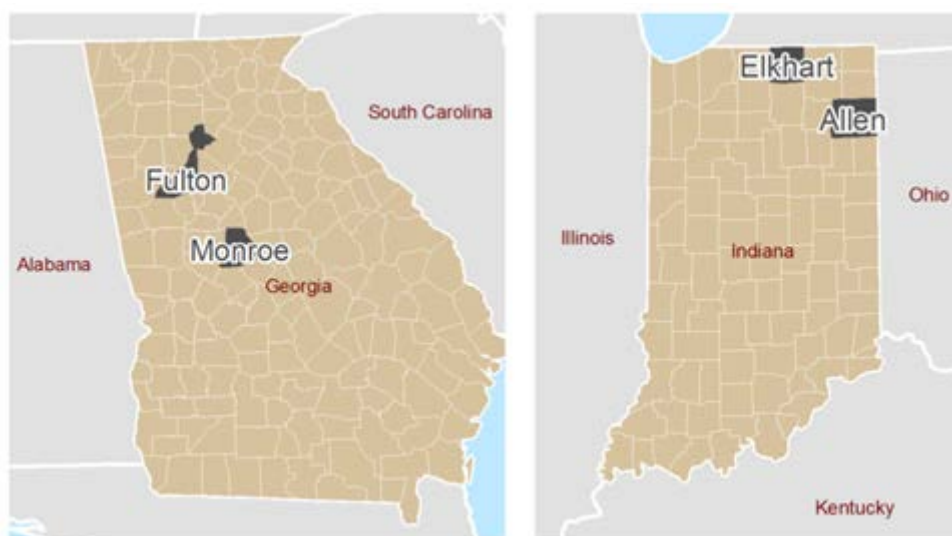 South Carolina
Fulton
Monroe
Alabama
Georgia
Elkhart
Allen
Ohio
Illinois
Indiana
Kentucky